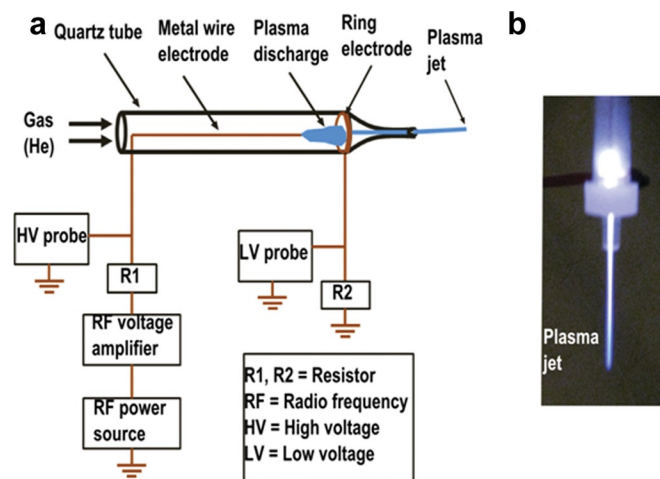 a
Quartz tube
Metal wire
electrode
Plasma
discharge
Ring
electrode
Plasma
jet
Gas
(He)
HV probe
R1
RF voltage
amplifier
RF power
source
LV probe
R2
R1, R2 = Resistor
RF = Radio frequency
HV = High voltage
LV = Low voltage
b
Plasma
jet